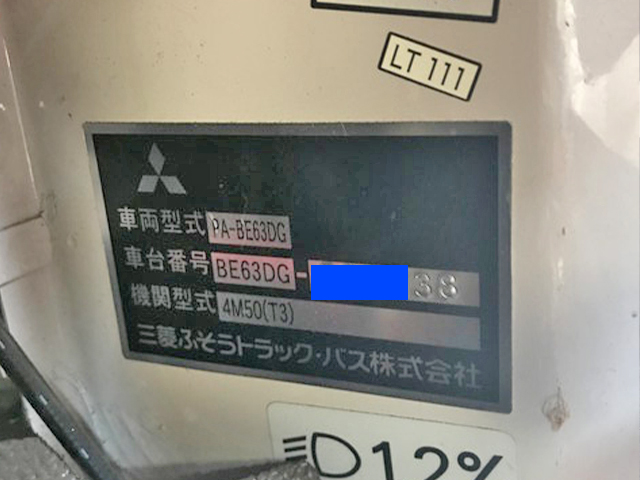 LT 111
車両型式 PA-BE63DG
車台番号 BE63DG- 38
機関型式 4M50(T3)
三菱ふそうトラック・バス株式会社
12%